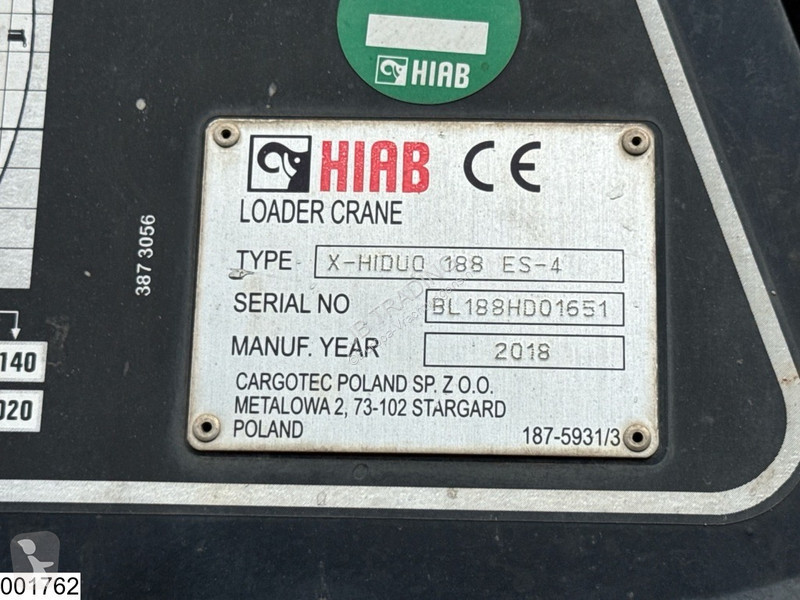 HIAB
HIAB CE
LOADER CRANE
TYPE X-HIDUO 188 ES-4
SERIAL NO BL188HD01651
MANUF. YEAR 2018
CARGOTEC POLAND SP. Z O.O.
METALOWA 2, 73-102 STARGARD
POLAND 187-5931/3
387 3056
140
020
001762